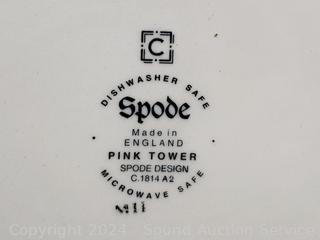 C
DISHWASHER SAFE
Spode
Made in
ENGLAND
PINK TOWER
SPODE DESIGN
C.1814 A2
MICROWAVE SAFE
M11
Copyright 2024 - Sound Auction Service